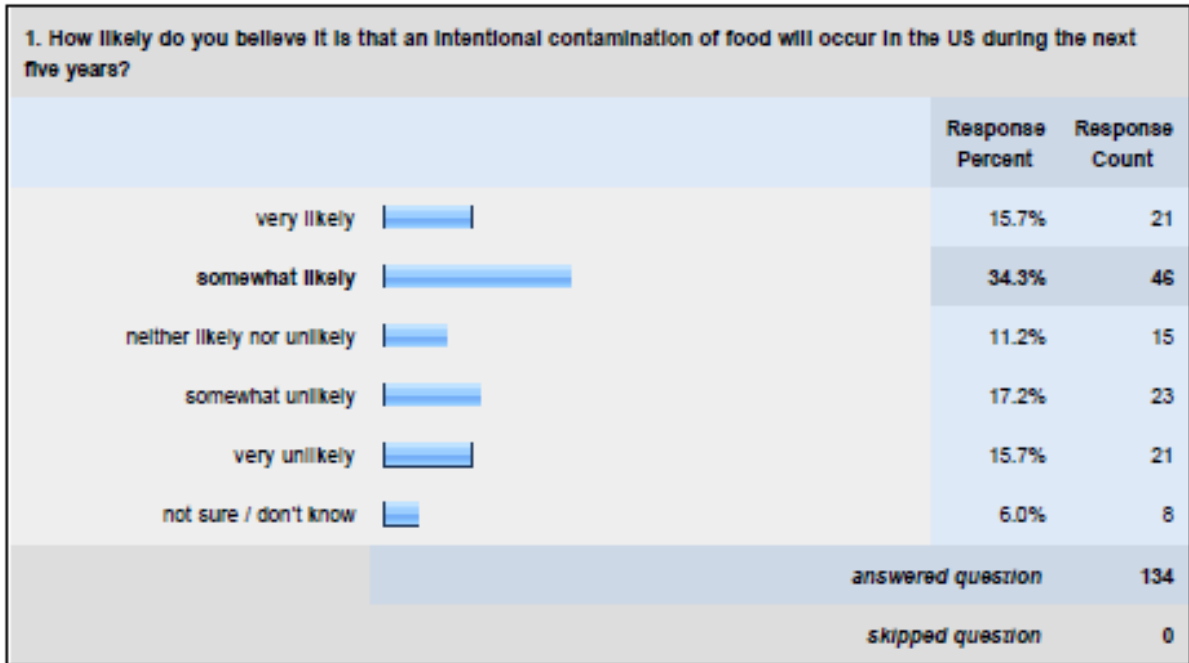 1. How likely do you believe it is that an intentional contamination of food will occur in the US during the next
five years?
Response Percent Response Count
very likely 15.7% 21
somewhat likely 34.3% 46
neither likely nor unlikely 11.2% 15
somewhat unlikely 17.2% 23
very unlikely 15.7% 21
not sure / don't know 6.0% 8
answered question 134
skipped question 0